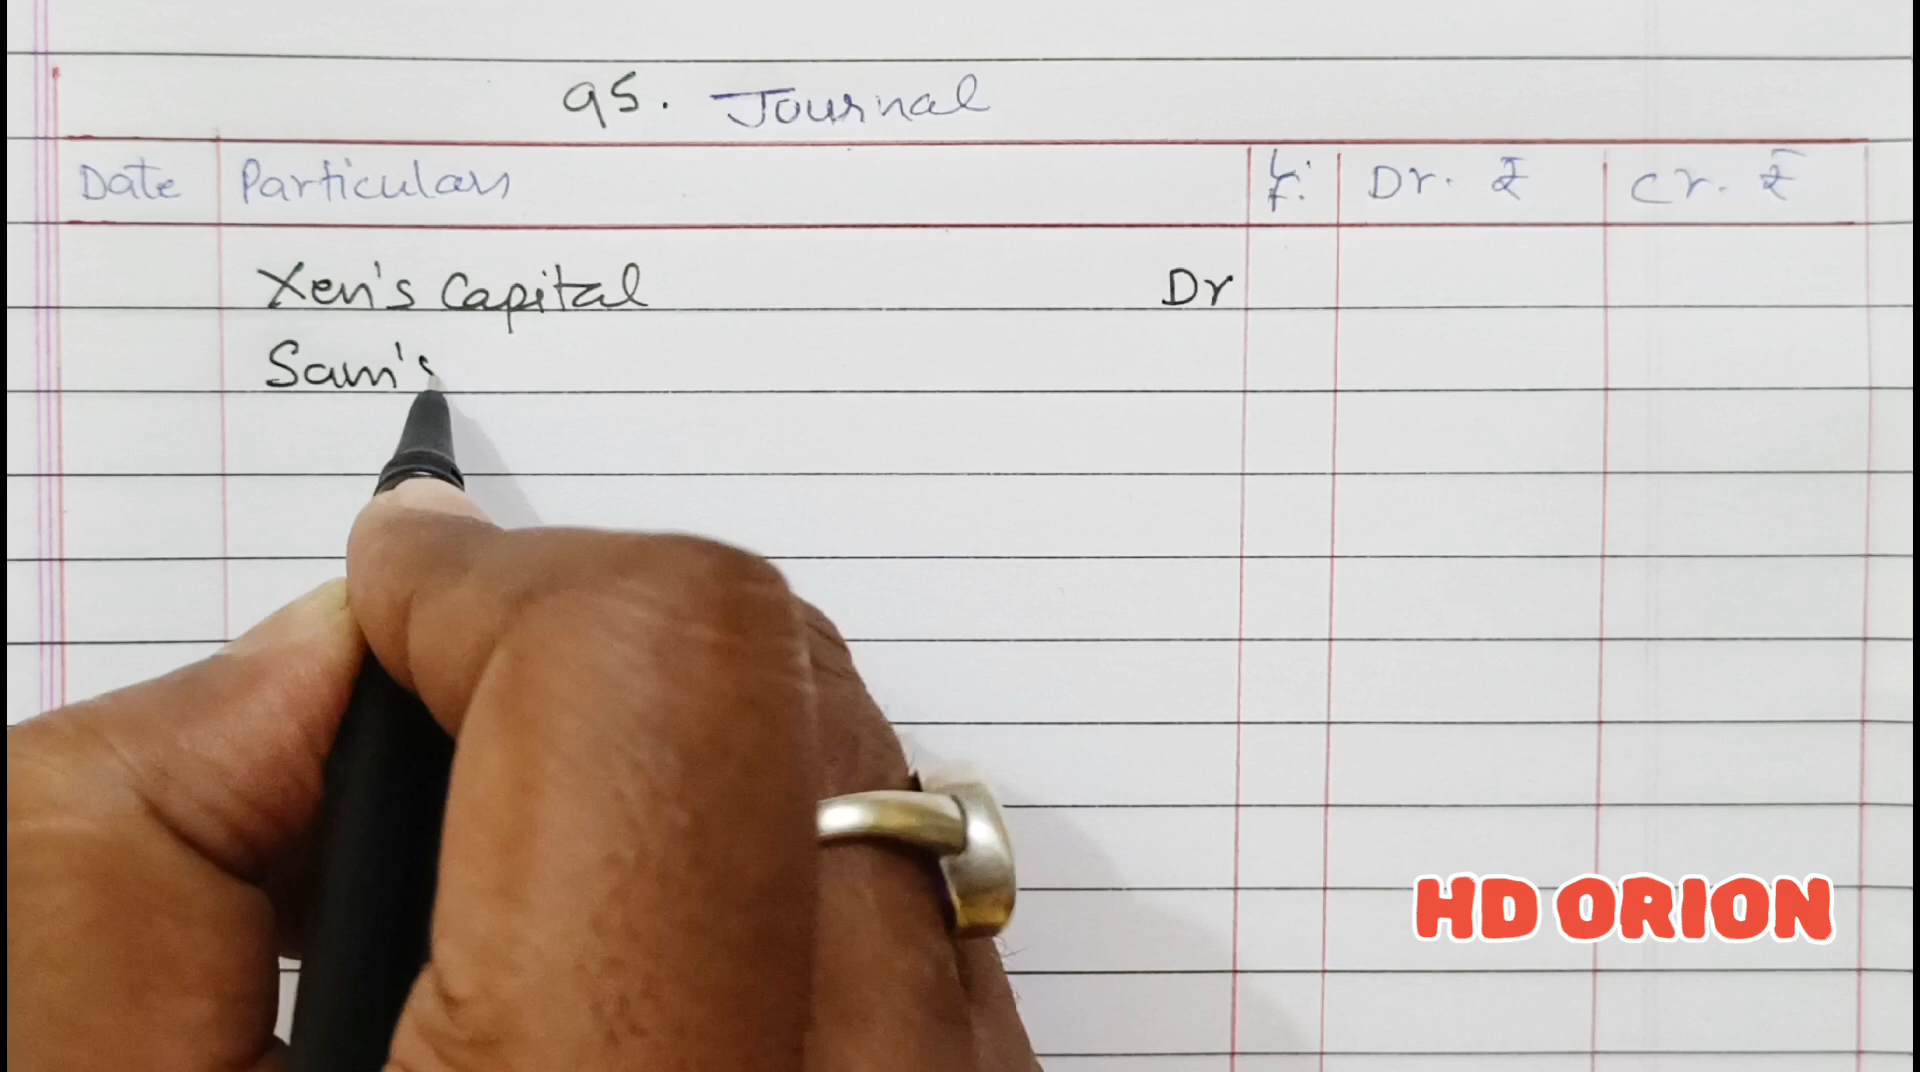 95. Journal
Date Particulars L.F. Dr. ₹ Cr. ₹
Xen's Capital Dr
Sam's
HD ORION